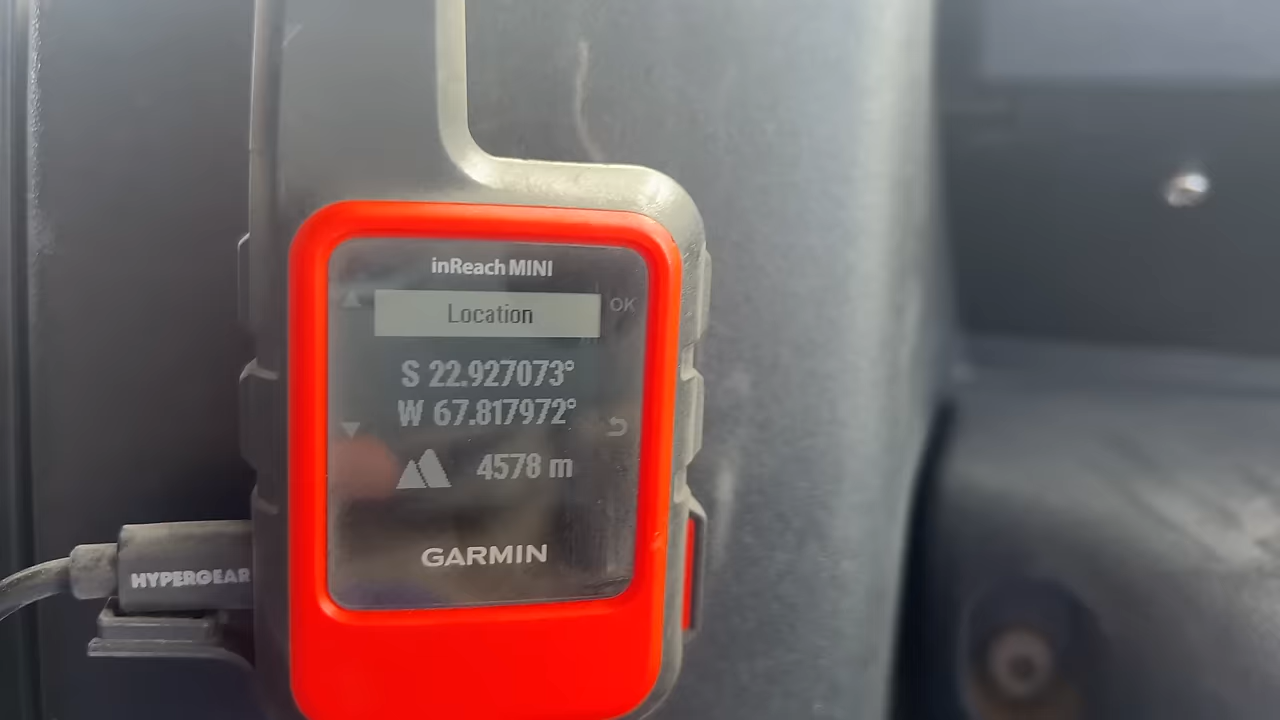 inReach MINI
Location
OK
S 22.927073°
W 67.817972°
4578 m
GARMIN
HYPERGEAR